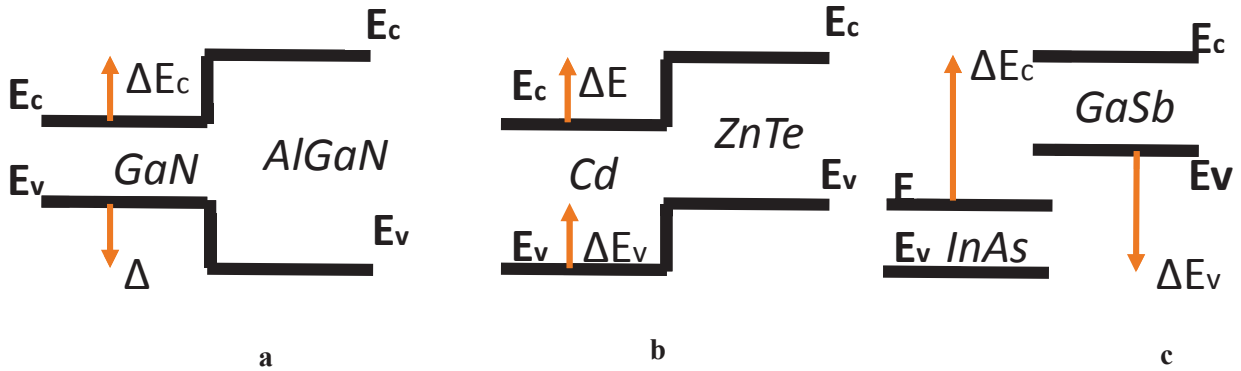 Ec
ΔEc
Ec
GaN
AlGaN
Ev
Ev
Δ
a
Ec
ΔE
Ec
ZnTe
Cd
Ev
Ev
ΔEv
b
Ec
ΔEc
GaSb
Ev
E
Ev InAs
ΔEv
c